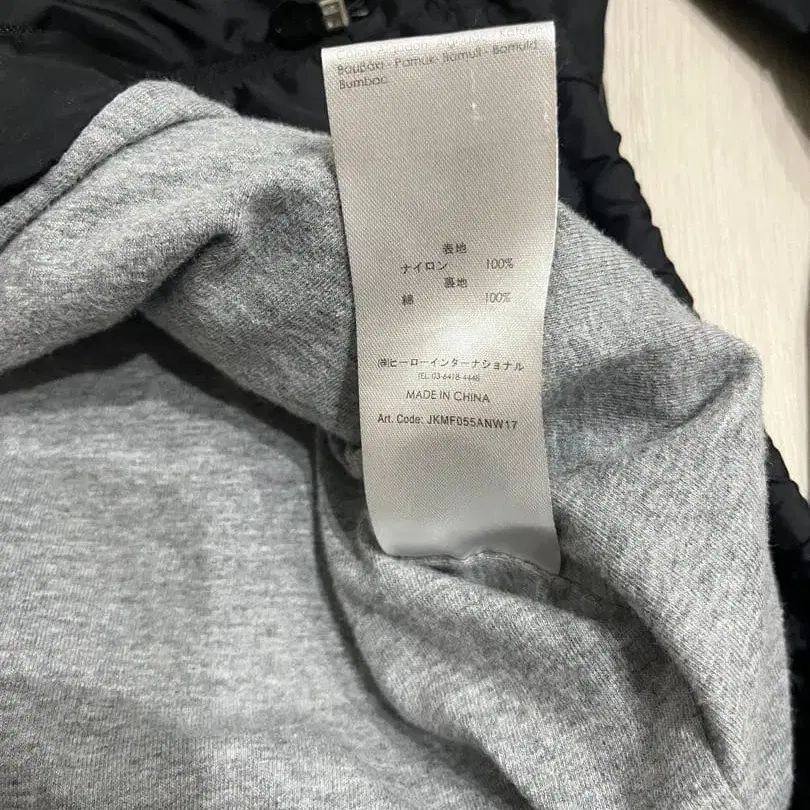 Βαμβάκι - Pamuk- Bomull - Bomuld
Bumbac
表地
ナイロン 100%
裏地
綿 100%
(株)ヒーローインターナショナル
TEL:03-6418-4448
MADE IN CHINA
Art. Code: JKMF055ANW17